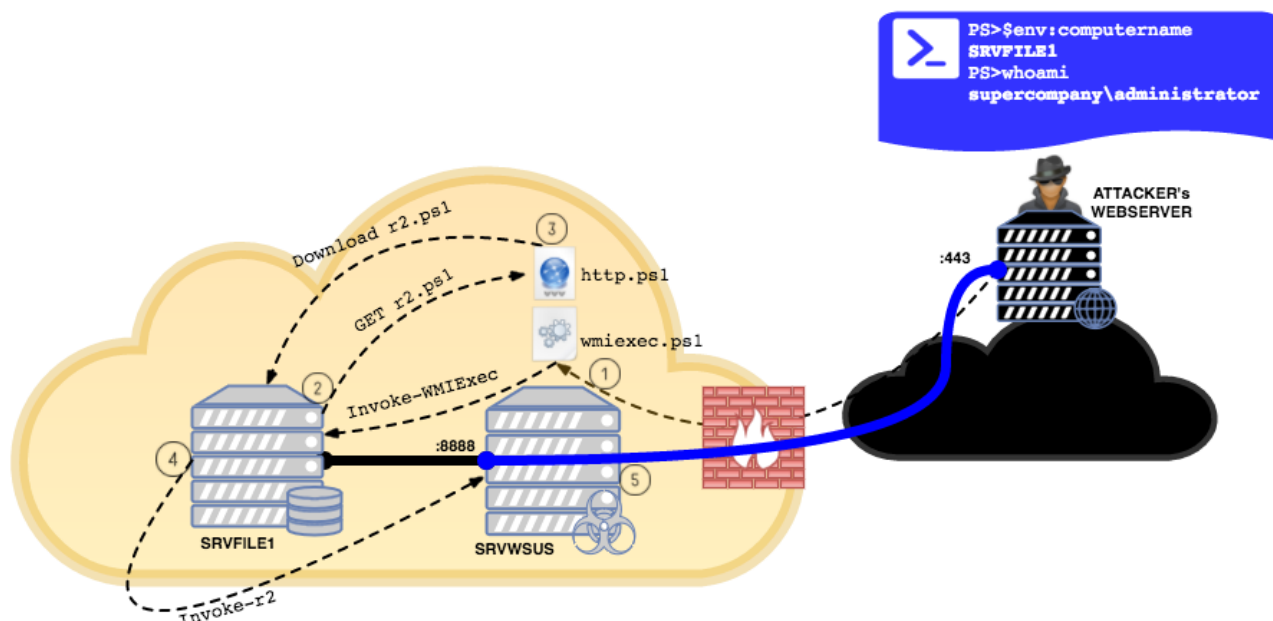 PS>$env:computername
SRVFILE1
PS>whoami
supercompany\administrator
ATTACKER's
WEBSERVER
:443
Download r2.ps1
3
http.ps1
GET r2.ps1
wmiexec.ps1
1
2
Invoke-WMIExec
:8888
4
5
SRVFILE1
SRVWSUS
Invoke-r2